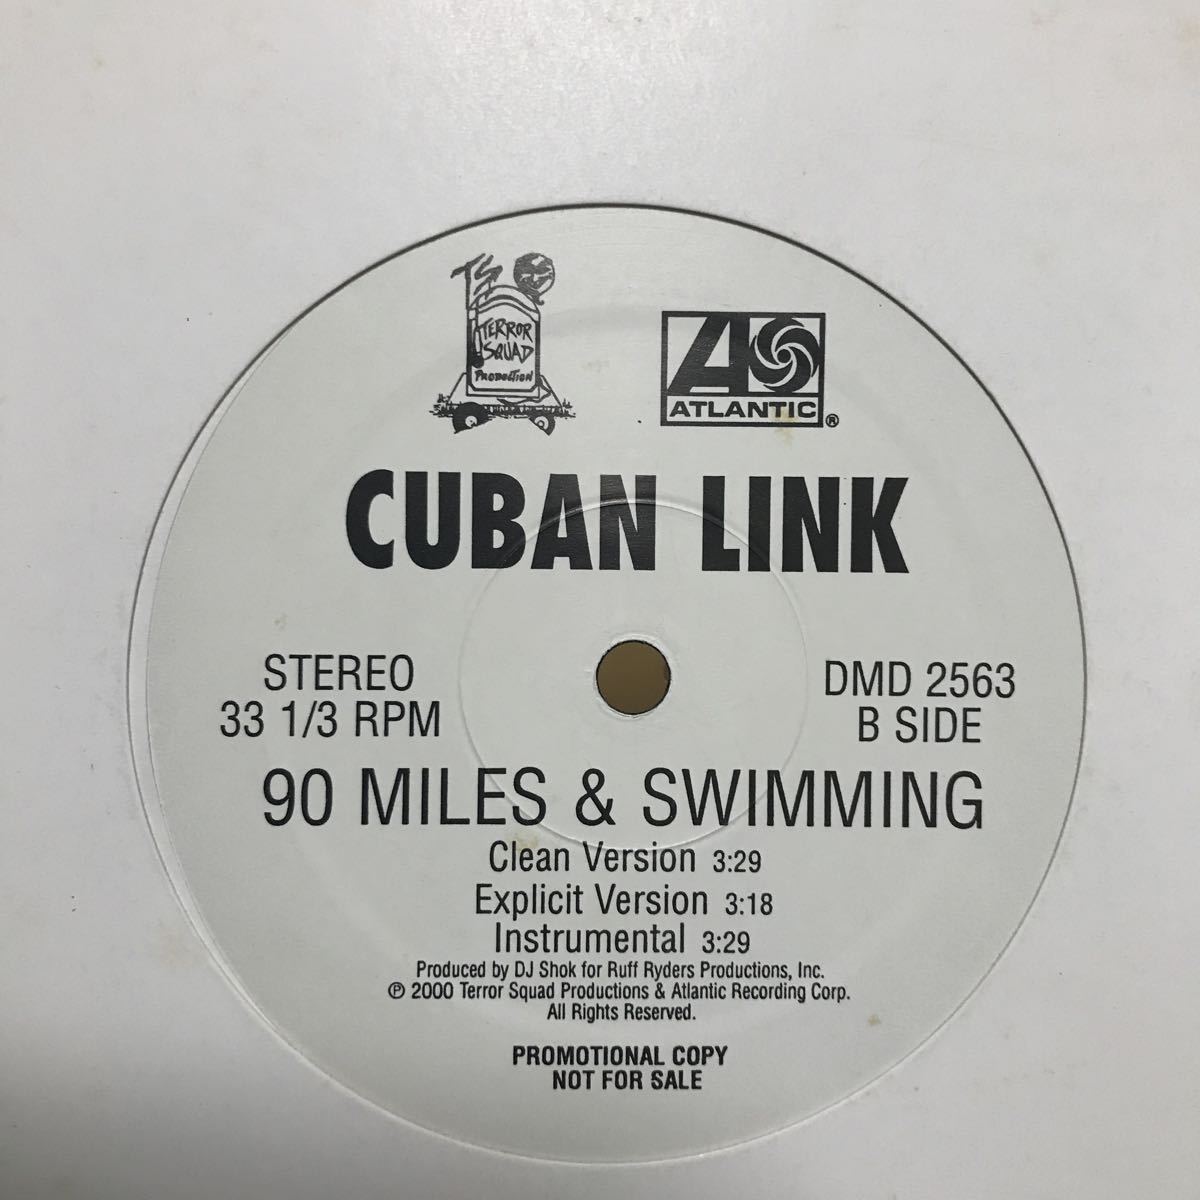 TS
TERROR
SQUAD
PRODUCTION
ATLANTIC®
CUBAN LINK
STEREO
33 1/3 RPM
DMD 2563
B SIDE
90 MILES & SWIMMING
Clean Version 3:29
Explicit Version 3:18
Instrumental 3:29
Produced by DJ Shok for Ruff Ryders Productions, Inc.
℗ 2000 Terror Squad Productions & Atlantic Recording Corp.
All Rights Reserved.
PROMOTIONAL COPY
NOT FOR SALE